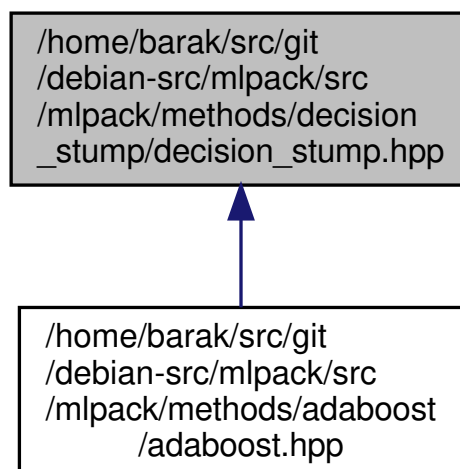 /home/barak/src/git
/debian-src/mlpack/src
/mlpack/methods/decision
_stump/decision_stump.hpp
/home/barak/src/git
/debian-src/mlpack/src
/mlpack/methods/adaboost
/adaboost.hpp